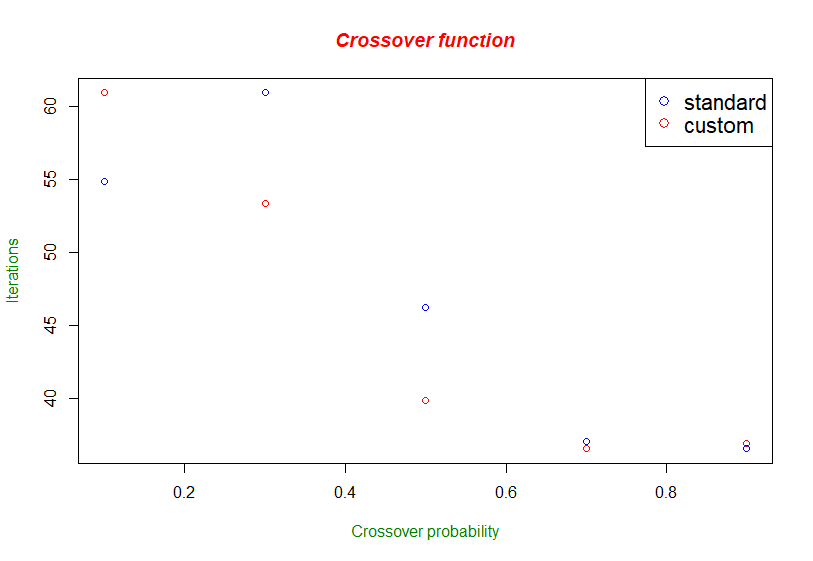 Crossover function
standard
custom
60
55
50
45
40
Iterations
0.2 0.4 0.6 0.8
Crossover probability